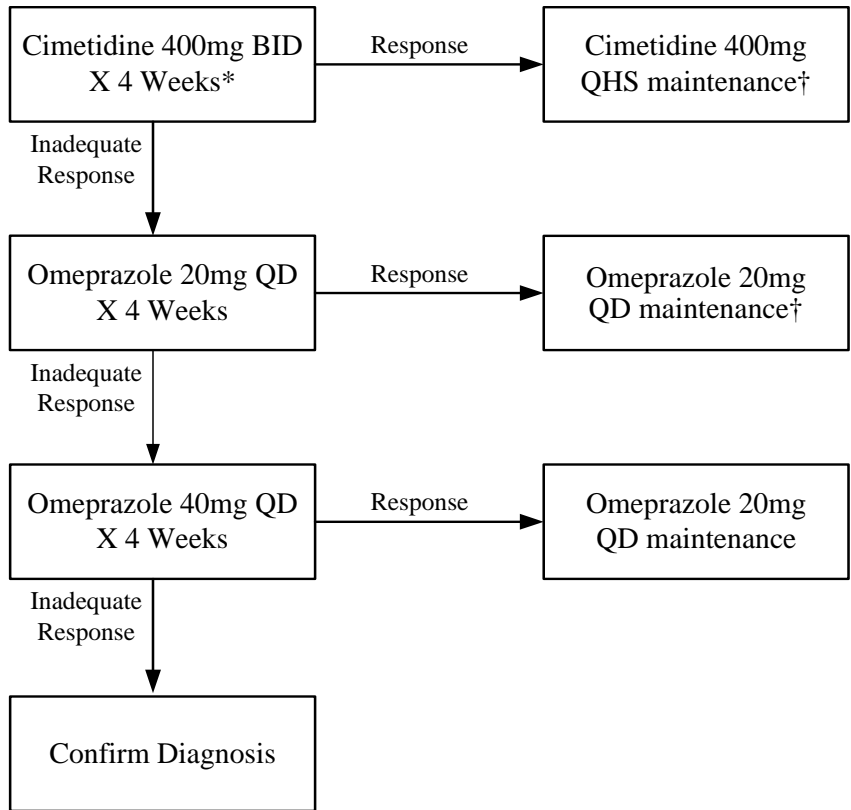 Cimetidine 400mg BID
X 4 Weeks*
Response
Cimetidine 400mg
QHS maintenance†
Inadequate
Response
Omeprazole 20mg QD
X 4 Weeks
Response
Omeprazole 20mg
QD maintenance†
Inadequate
Response
Omeprazole 40mg QD
X 4 Weeks
Response
Omeprazole 20mg
QD maintenance
Inadequate
Response
Confirm Diagnosis